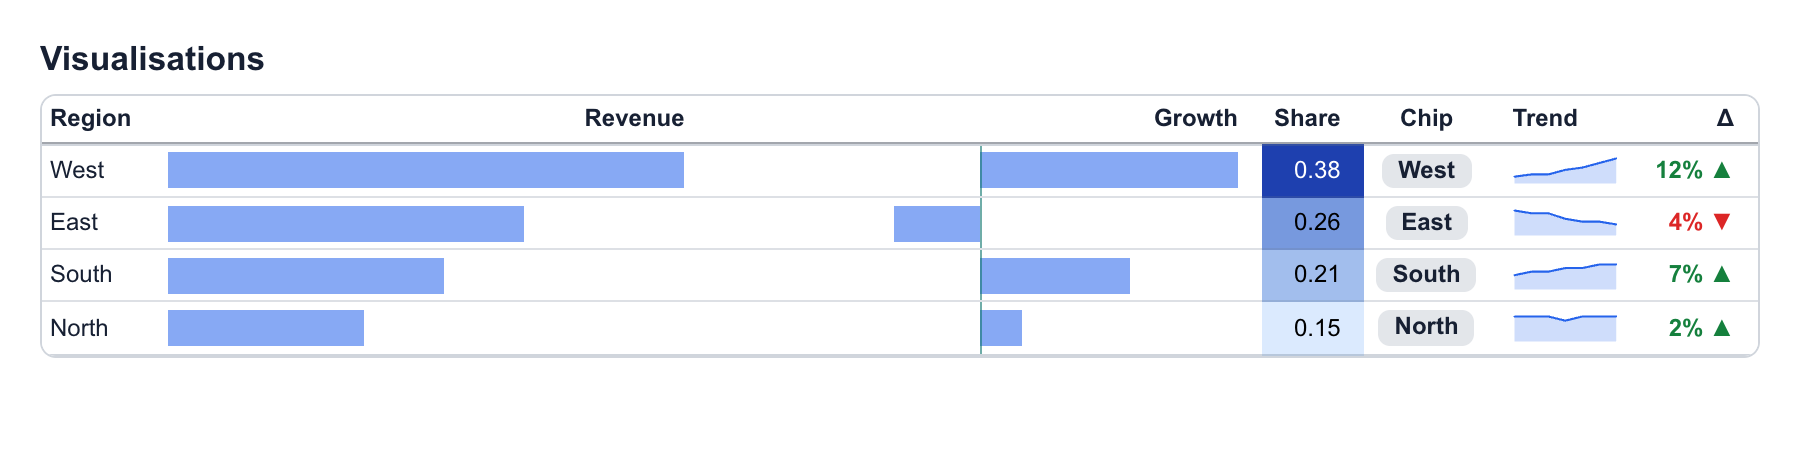 Visualisations
Region Revenue Growth Share Chip Trend Δ
West 0.38 West 12% ▲
East 0.26 East 4% ▼
South 0.21 South 7% ▲
North 0.15 North 2% ▲